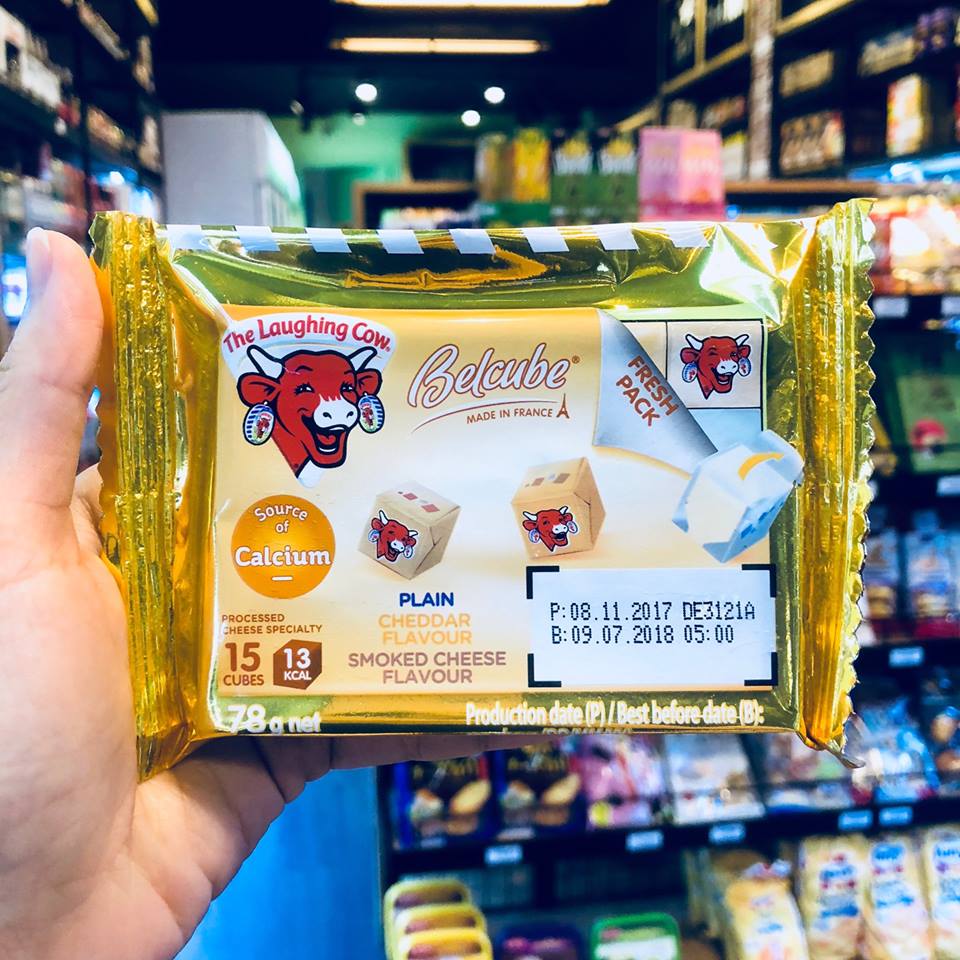 The Laughing Cow®
Belcube®
MADE IN FRANCE
FRESH
PACK
Source
of
Calcium
PLAIN
CHEDDAR
FLAVOUR
SMOKED CHEESE
FLAVOUR
PROCESSED
CHEESE SPECIALTY
15
CUBES
13
KCAL
P:08.11.2017 DE3121A
B:09.07.2018 05:00
78 g net
Production date (P) / Best before date (B):